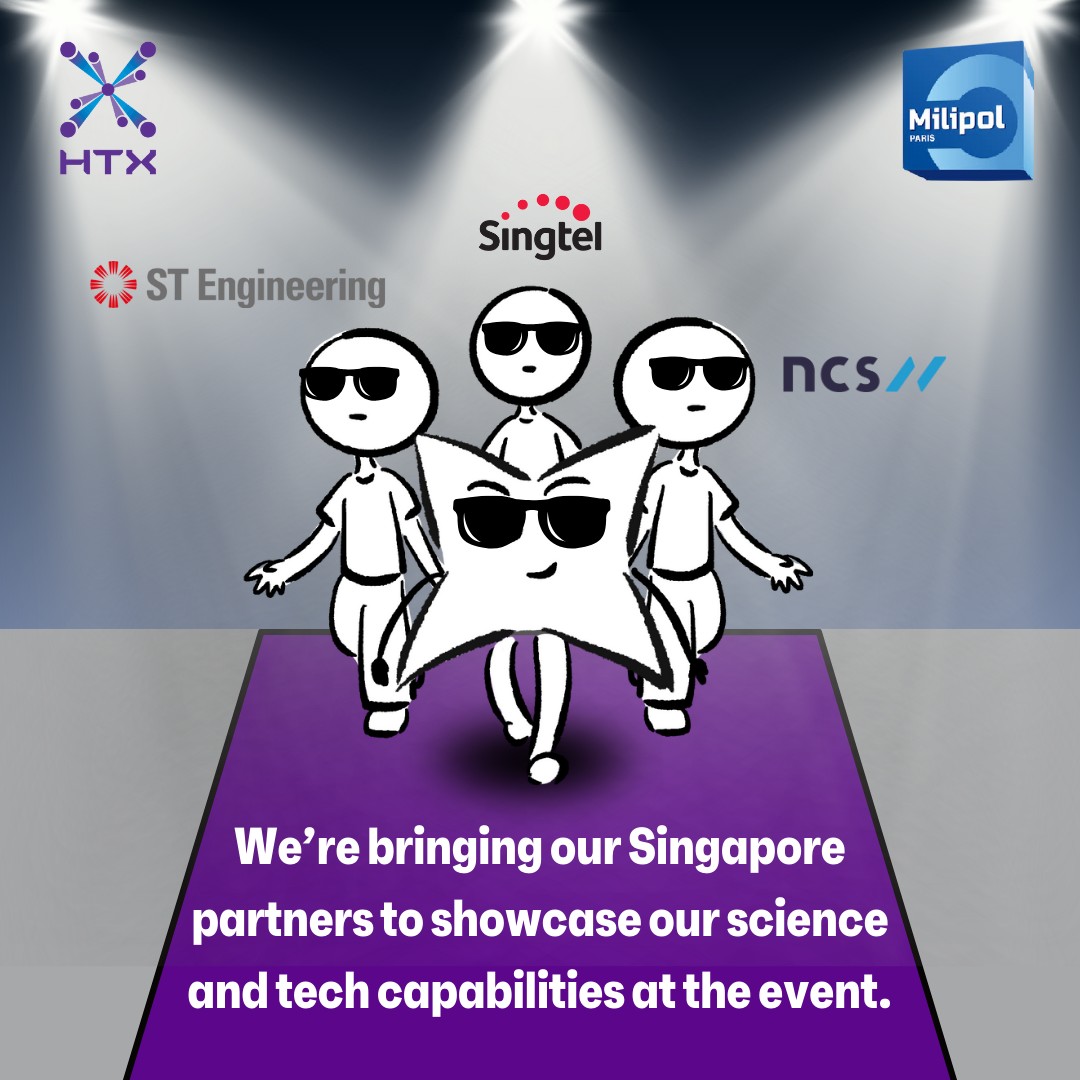 HTX
Milipol
PARIS
Singtel
ST Engineering
ncs
We're bringing our Singapore
partners to showcase our science
and tech capabilities at the event.